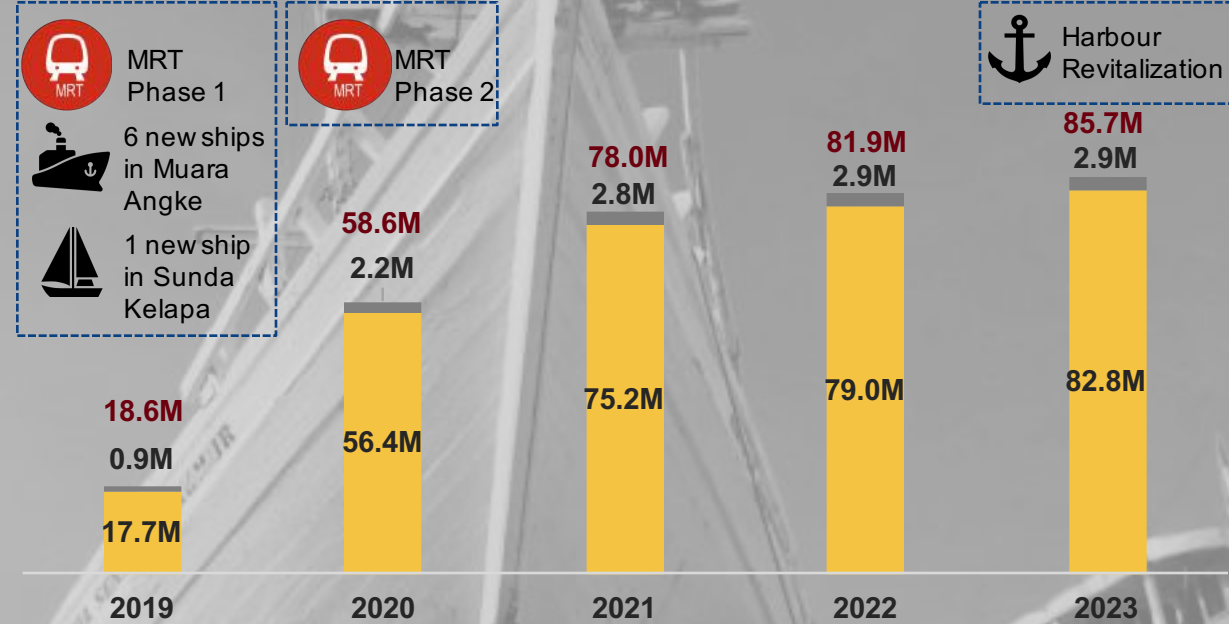 MRT
MRT
Phase 1
6 new ships
in Muara
Angke
1 new ship
in Sunda
Kelapa
MRT
MRT
Phase 2
Harbour
Revitalization
18.6M
0.9M
17.7M
58.6M
2.2M
56.4M
78.0M
2.8M
75.2M
81.9M
2.9M
79.0M
85.7M
2.9M
82.8M
2019
2020
2021
2022
2023